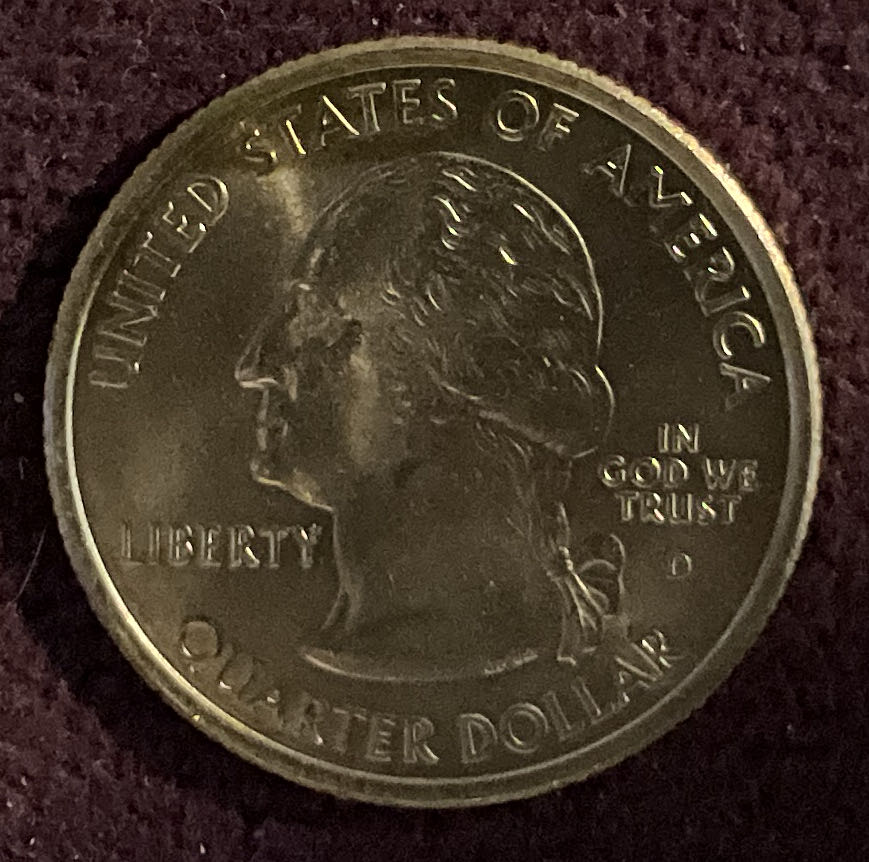 UNITED STATES OF AMERICA
LIBERTY
IN
GOD WE
TRUST
D
QUARTER DOLLAR